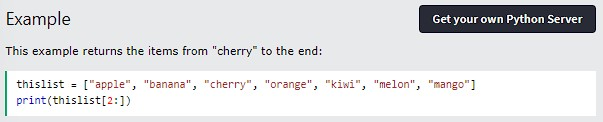 Example
Get your own Python Server
This example returns the items from "cherry" to the end:
thislist = ["apple", "banana", "cherry", "orange", "kiwi", "melon", "mango"]
print(thislist[2:])